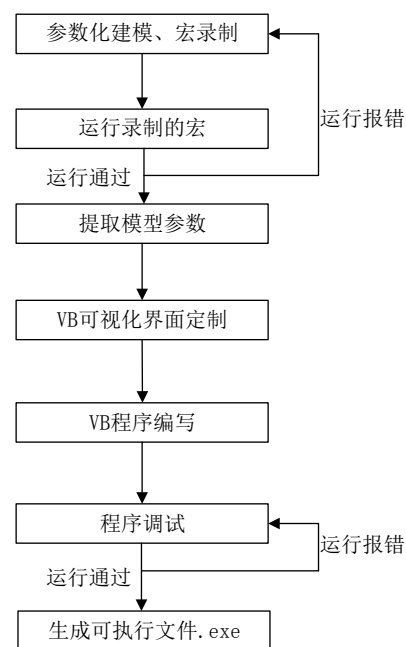 参数化建模、宏录制
运行录制的宏
运行报错
运行通过
提取模型参数
VB可视化界面定制
VB程序编写
程序调试
运行报错
运行通过
生成可执行文件.exe